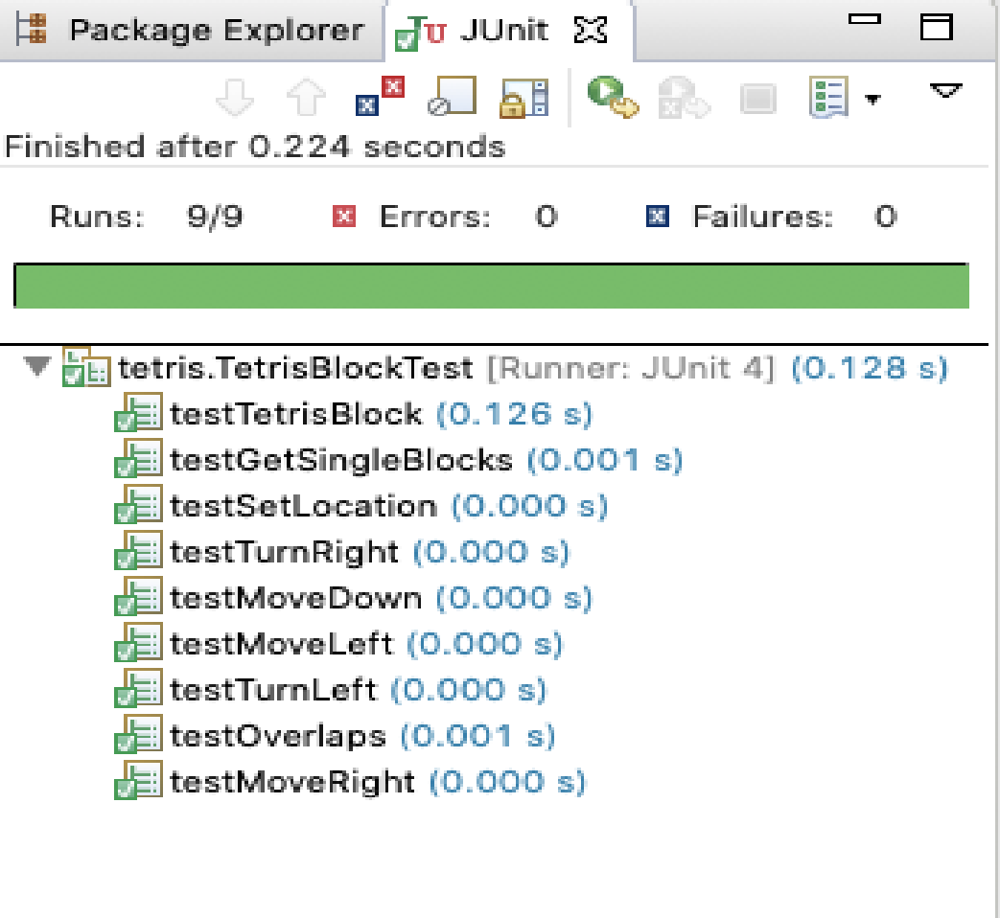 Package Explorer JUnit
Finished after 0.224 seconds
Runs: 9/9 Errors: 0 Failures: 0
tetris.TetrisBlockTest [Runner: JUnit 4] (0.128 s)
testTetrisBlock (0.126 s)
testGetSingleBlocks (0.001 s)
testSetLocation (0.000 s)
testTurnRight (0.000 s)
testMoveDown (0.000 s)
testMoveLeft (0.000 s)
testTurnLeft (0.000 s)
testOverlaps (0.001 s)
testMoveRight (0.000 s)